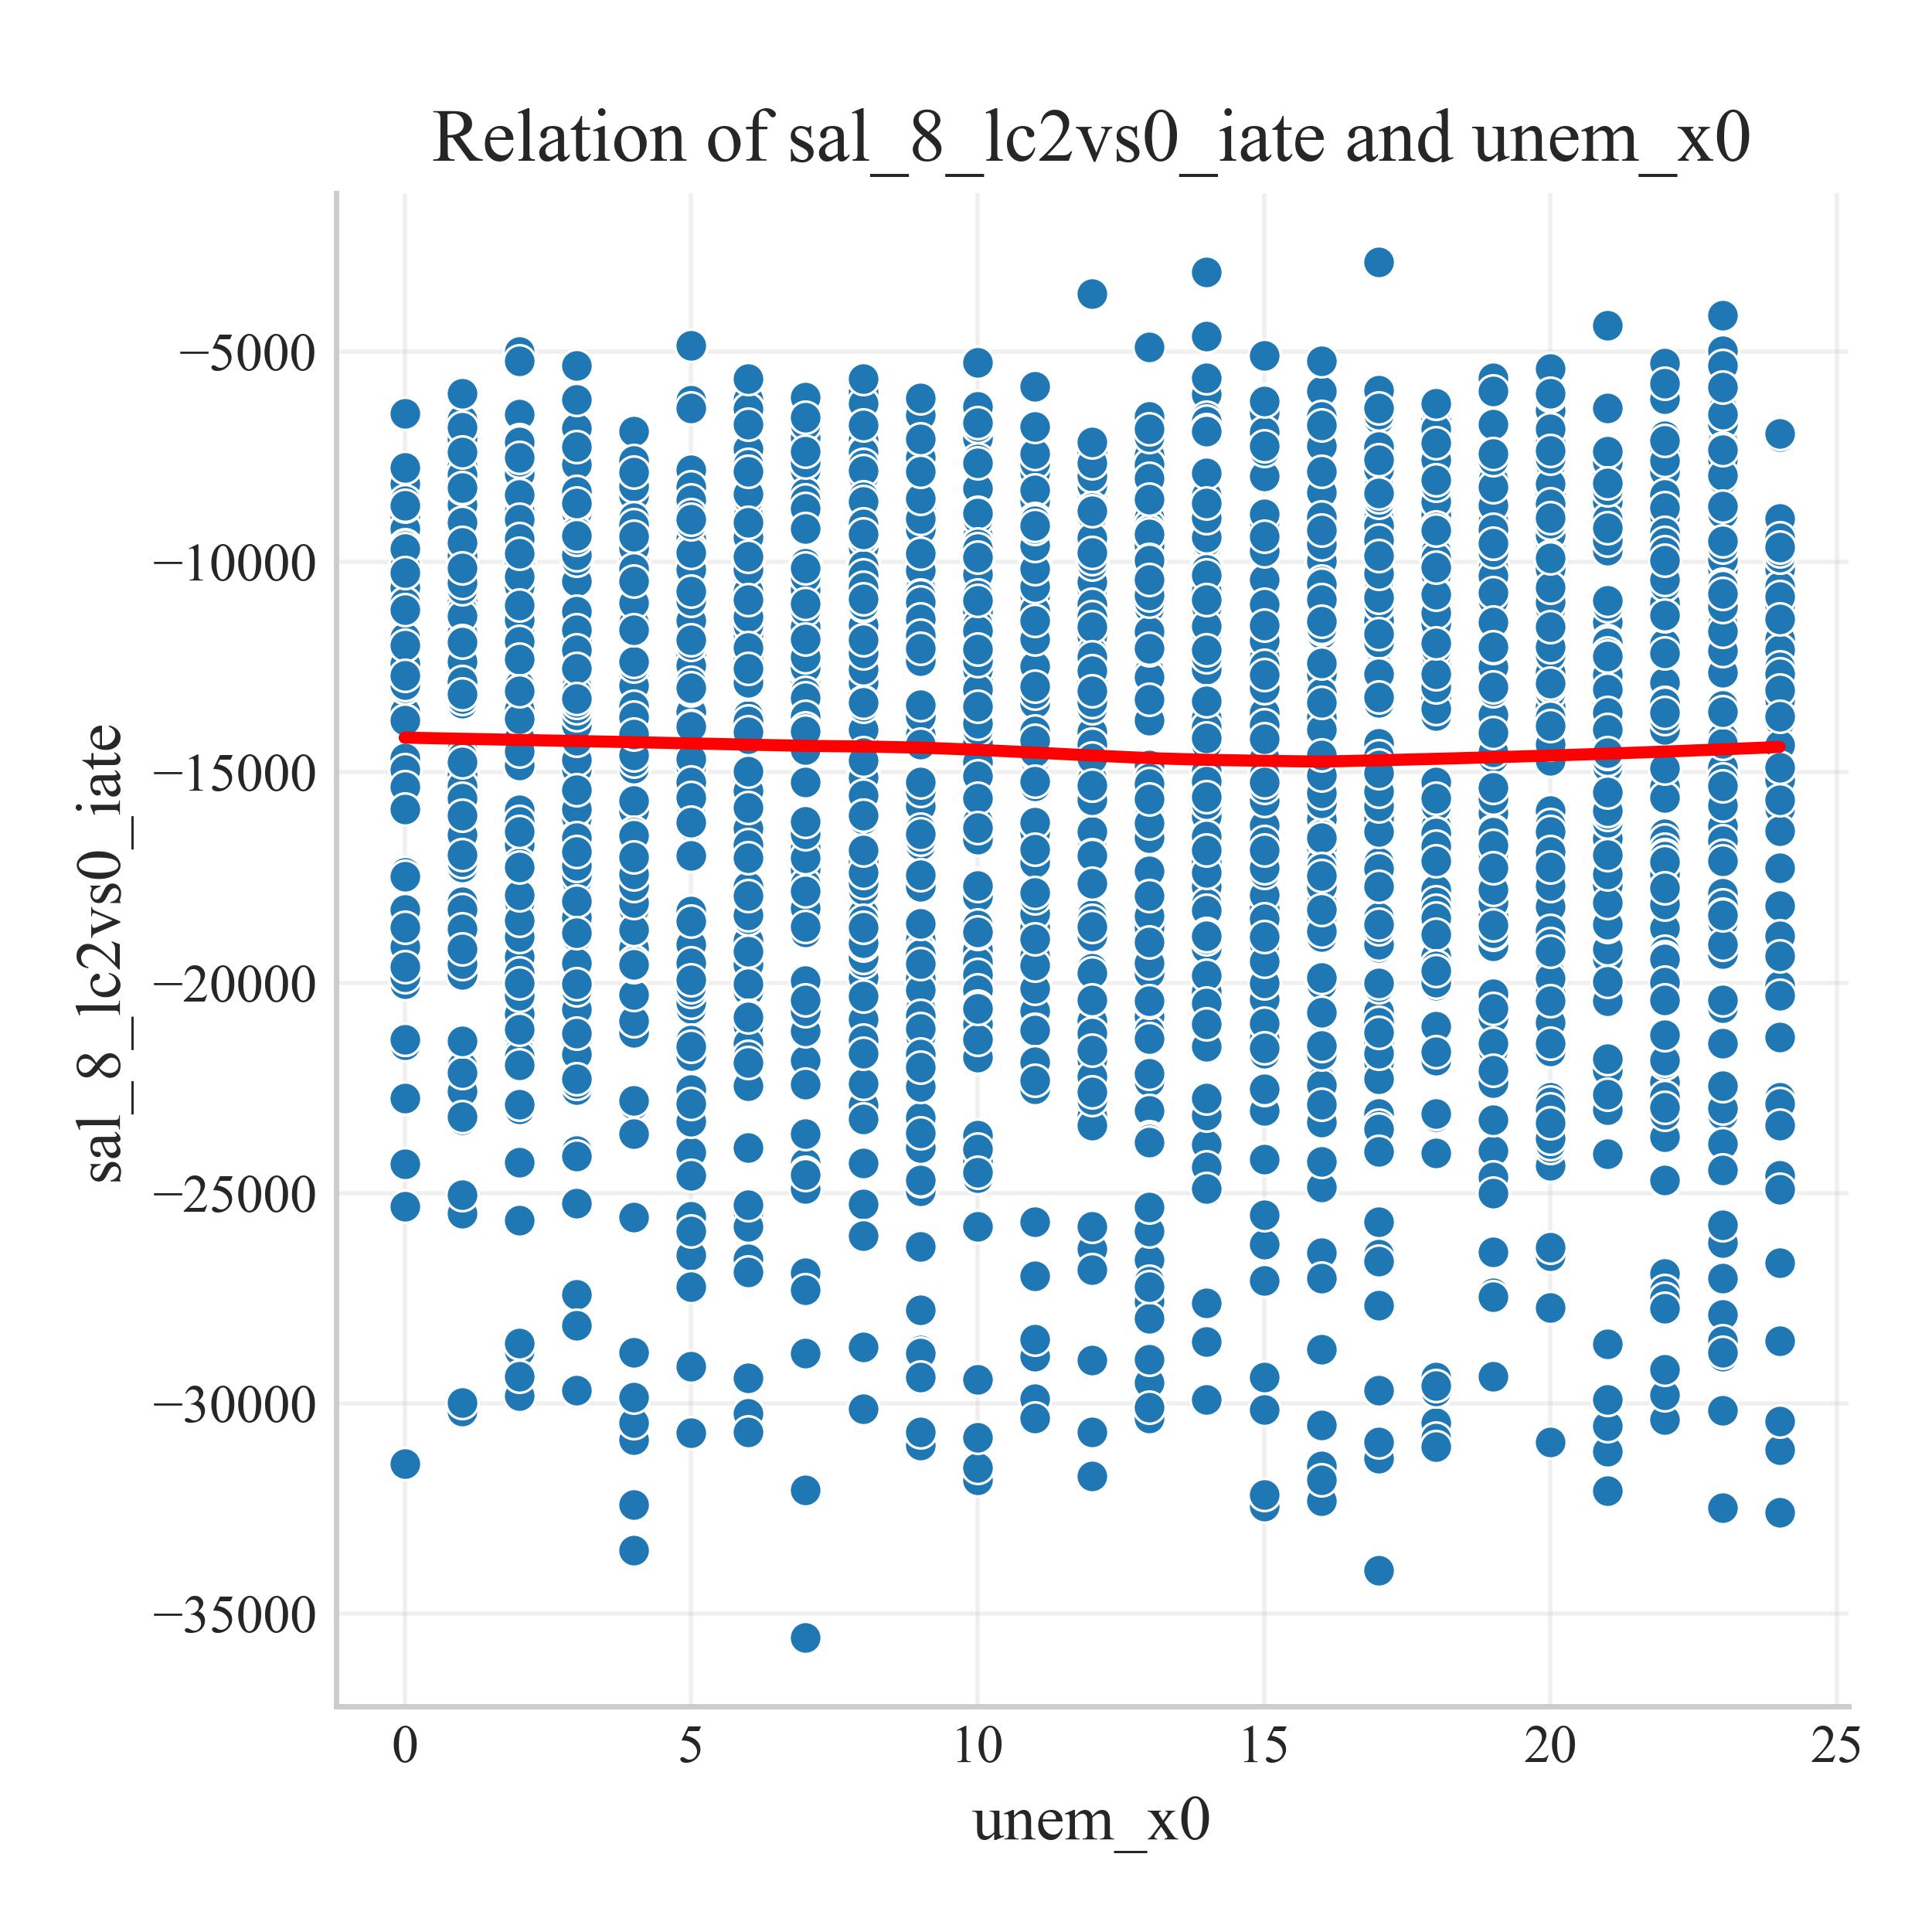 Relation of sal_8_lc2vs0_iate and unem_x0
sal_8_lc2vs0_iate
−5000
−10000
−15000
−20000
−25000
−30000
−35000
0 5 10 15 20 25
unem_x0